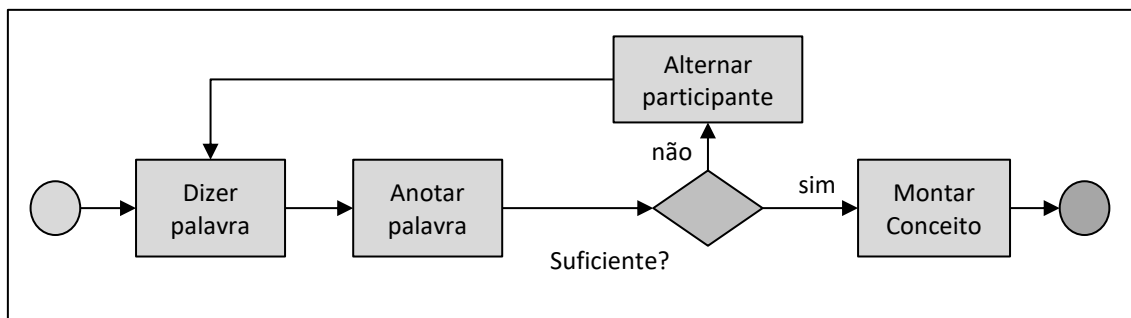 Alternar
participante
não
sim
Dizer
palavra
Anotar
palavra
Montar
Conceito
Suficiente?